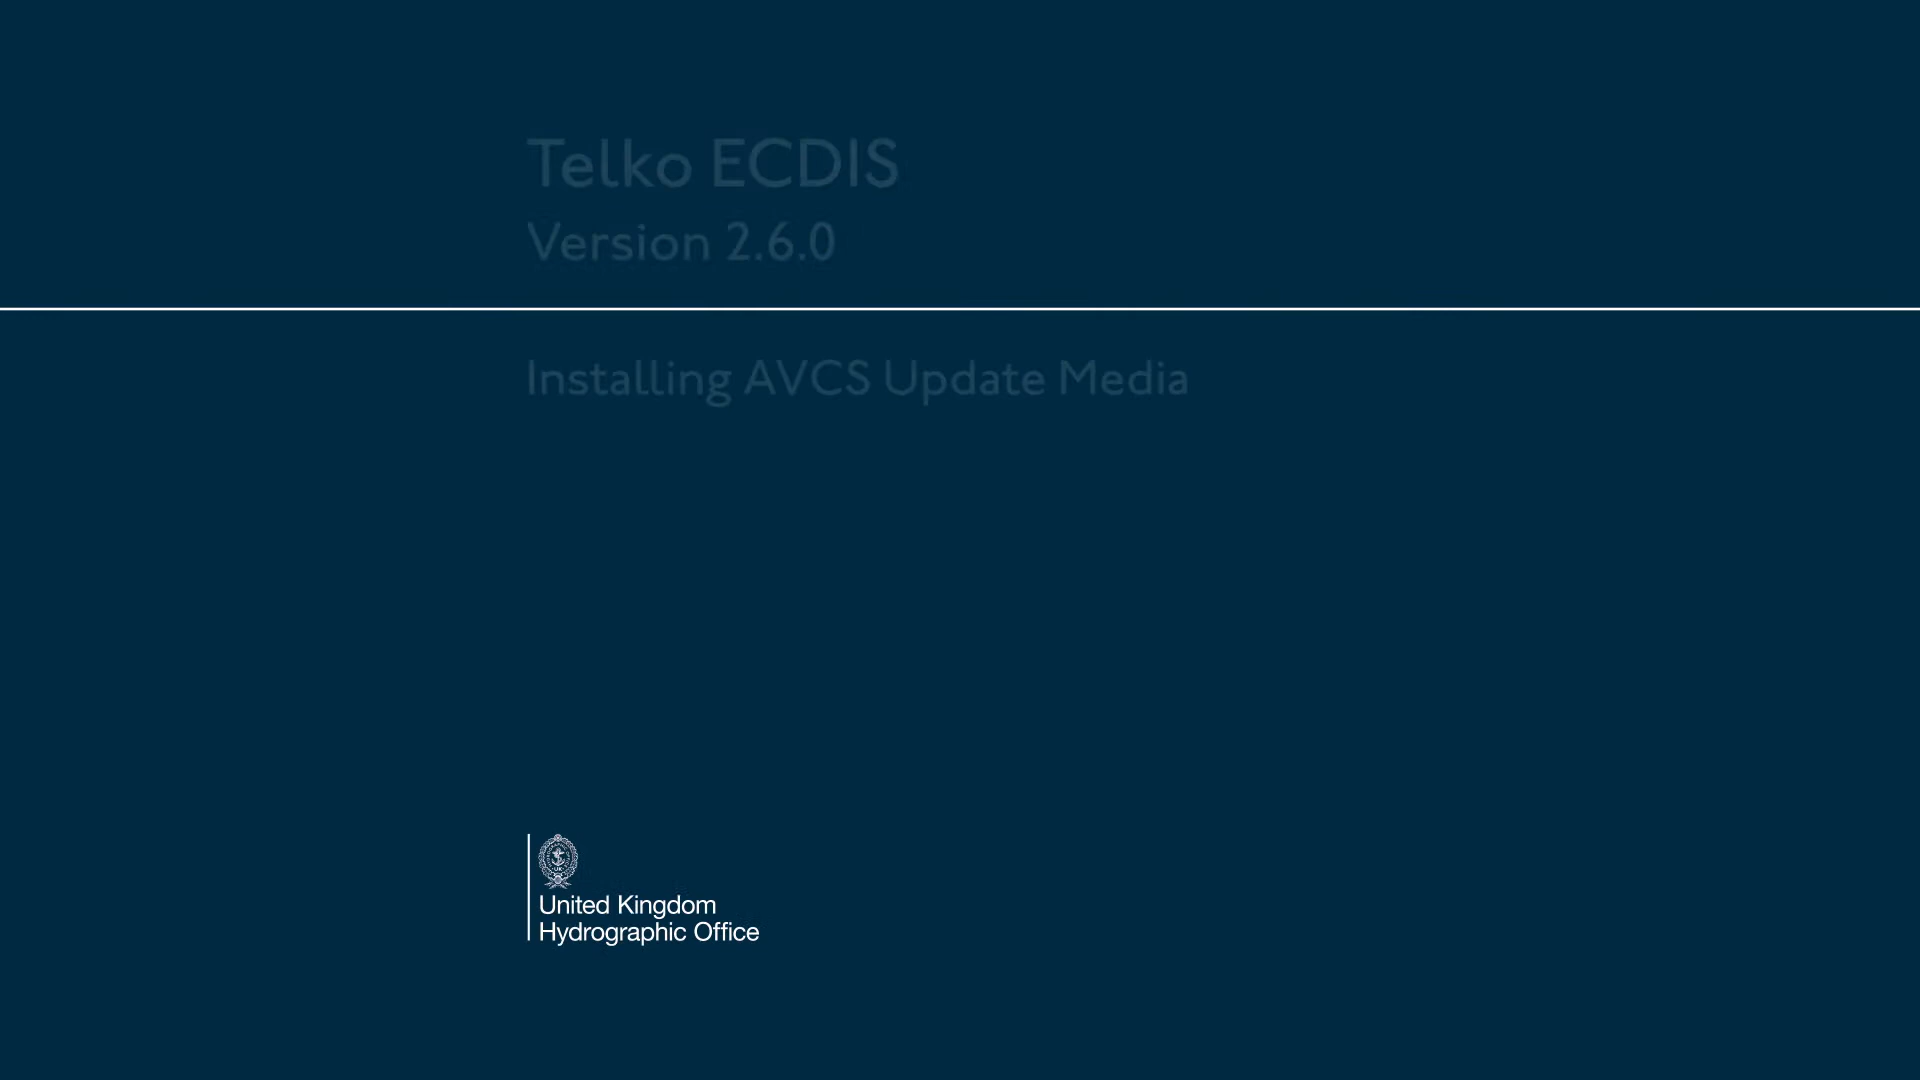 Telko ECDIS
Version 2.6.0
Installing AVCS Update Media
United Kingdom
Hydrographic Office